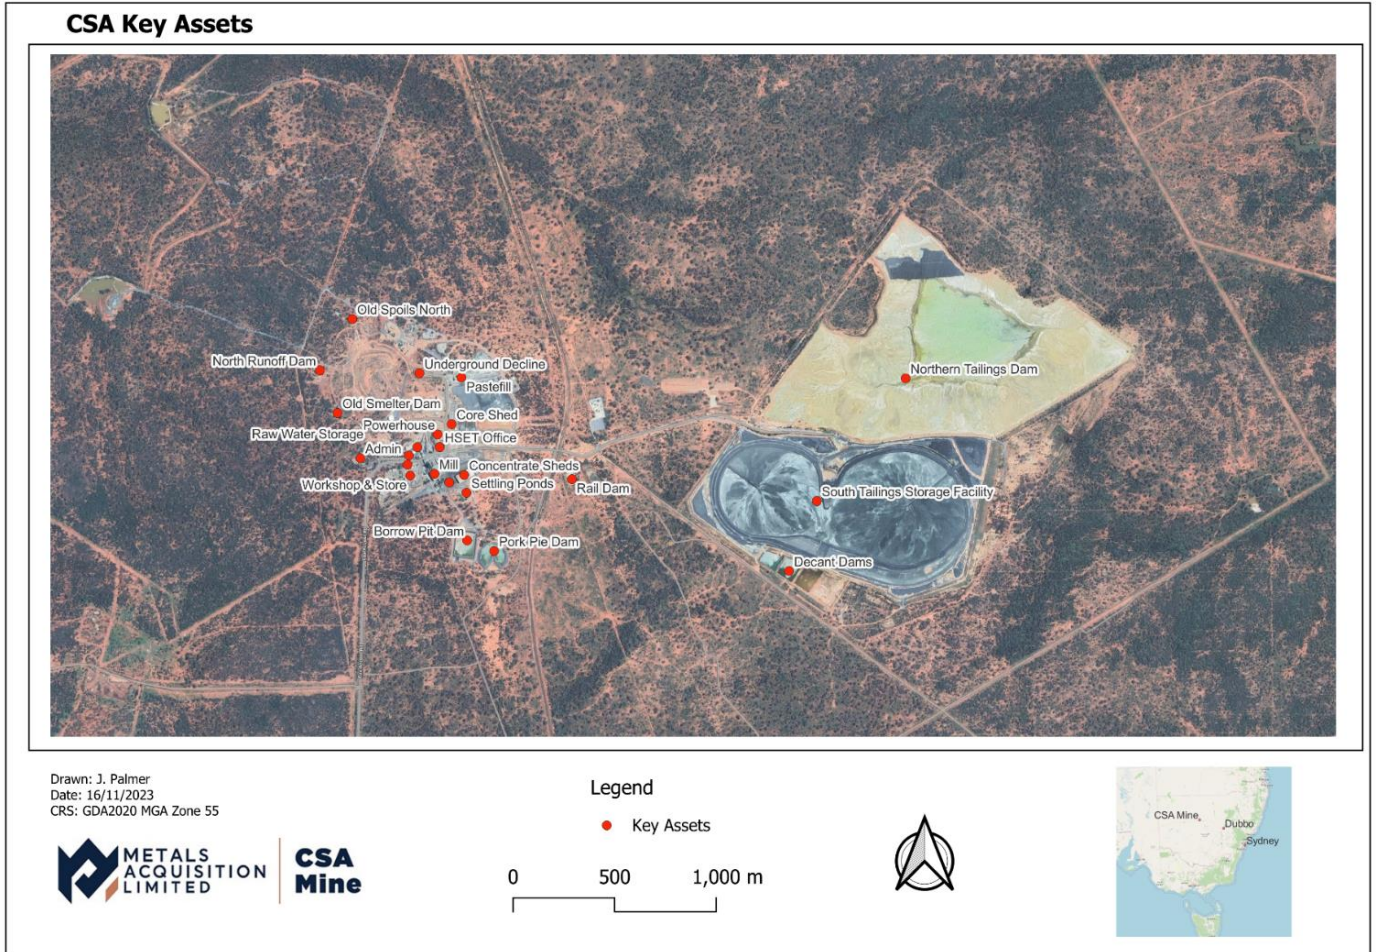 CSA Key Assets
Old Spoils North
North Runoff Dam
Underground Decline
Pastefill
Old Smelter Dam
Core Shed
Powerhouse
Raw Water Storage
HSET Office
Admin
Mill
Concentrate Sheds
Workshop & Store
Settling Ponds
Rail Dam
Borrow Pit Dam
Pork Pie Dam
Northern Tailings Dam
South Tailings Storage Facility
Decant Dams
Drawn: J. Palmer
Date: 16/11/2023
CRS: GDA2020 MGA Zone 55
METALS
ACQUISITION
LIMITED
CSA
Mine
Legend
Key Assets
0 500 1,000 m
CSA Mine
Dubbo
Sydney